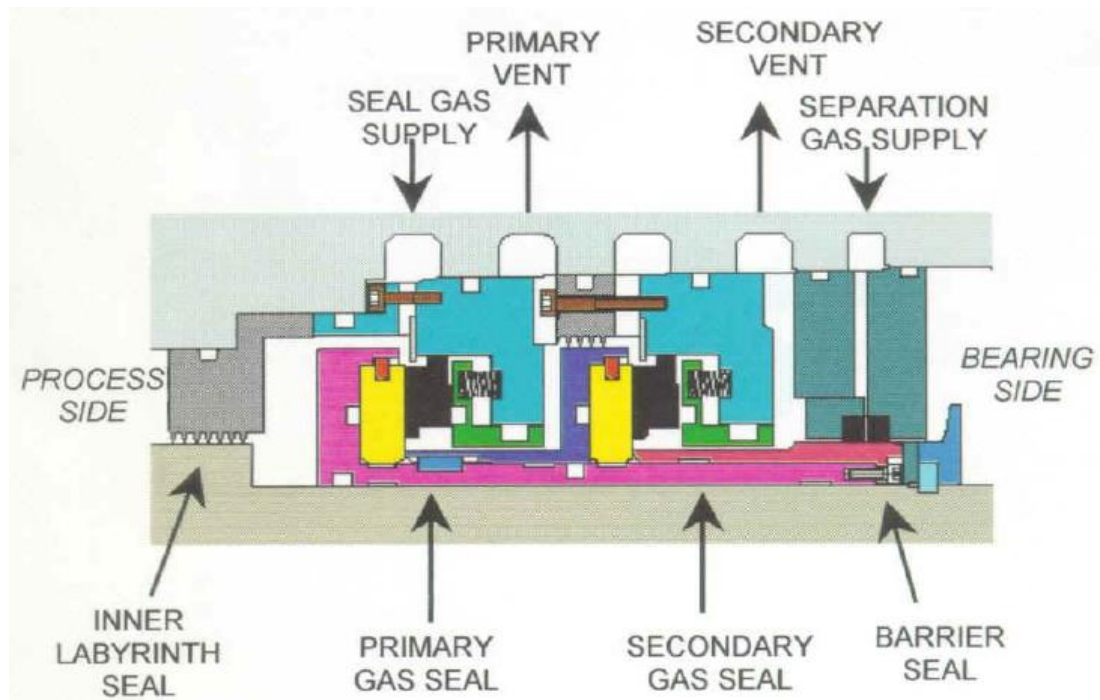 PRIMARY
VENT
SECONDARY
VENT
SEAL GAS
SUPPLY
SEPARATION
GAS SUPPLY
PROCESS
SIDE
BEARING
SIDE
INNER
LABYRINTH
SEAL
PRIMARY
GAS SEAL
SECONDARY
GAS SEAL
BARRIER
SEAL